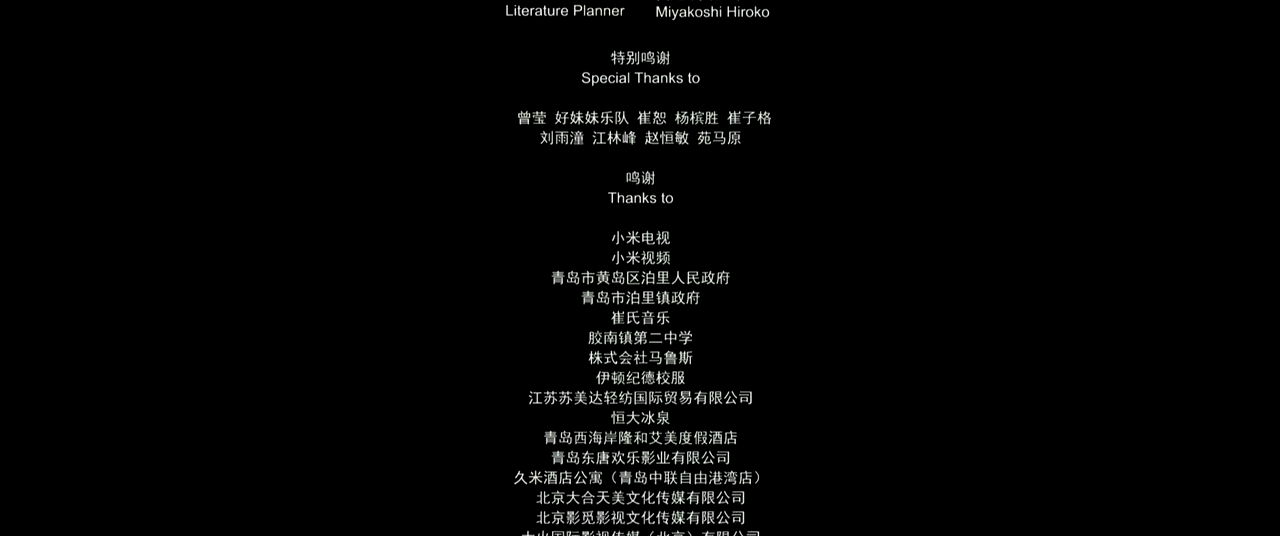 Literature Planner Miyakoshi Hiroko
特别鸣谢
Special Thanks to
曾莹 好妹妹乐队 崔恕 杨槟胜 崔子格
刘雨潼 江林峰 赵恒敏 苑马原
鸣谢
Thanks to
小米电视
小米视频
青岛市黄岛区泊里人民政府
青岛市泊里镇政府
崔氏音乐
胶南镇第二中学
株式会社马鲁斯
伊顿纪德校服
江苏苏美达轻纺国际贸易有限公司
恒大冰泉
青岛西海岸隆和艾美度假酒店
青岛东唐欢乐影业有限公司
久米酒店公寓（青岛中联自由港湾店）
北京大合天美文化传媒有限公司
北京影觅影视文化传媒有限公司